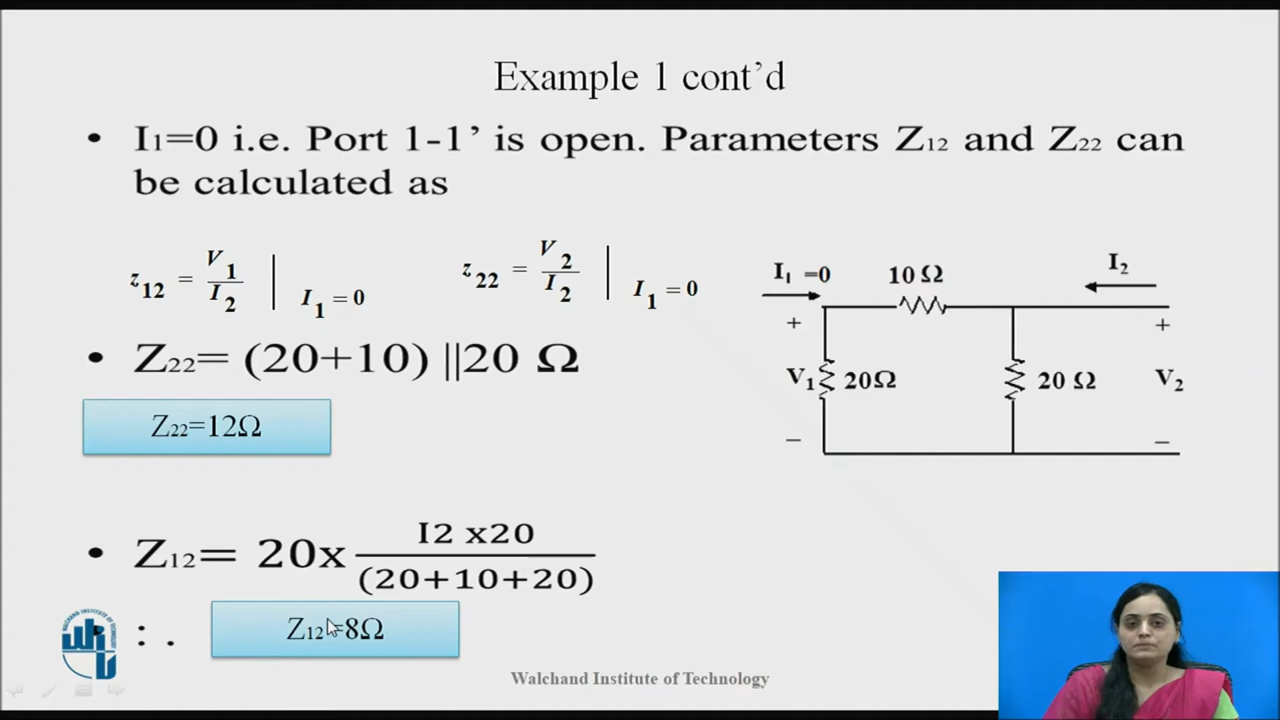 Example 1 cont’d
• I1=0 i.e. Port 1-1’ is open. Parameters Z12 and Z22 can
be calculated as
z12 = V1/I2 | I1 = 0
z22 = V2/I2 | I1 = 0
I1 =0
10 Ω
I2
+
+
• Z22= (20+10) ||20 Ω
V1
20Ω
20 Ω
V2
Z22=12Ω
–
–
• Z12= 20x I2 x20/(20+10+20)
: .
Z12=8Ω
Walchand Institute of Technology